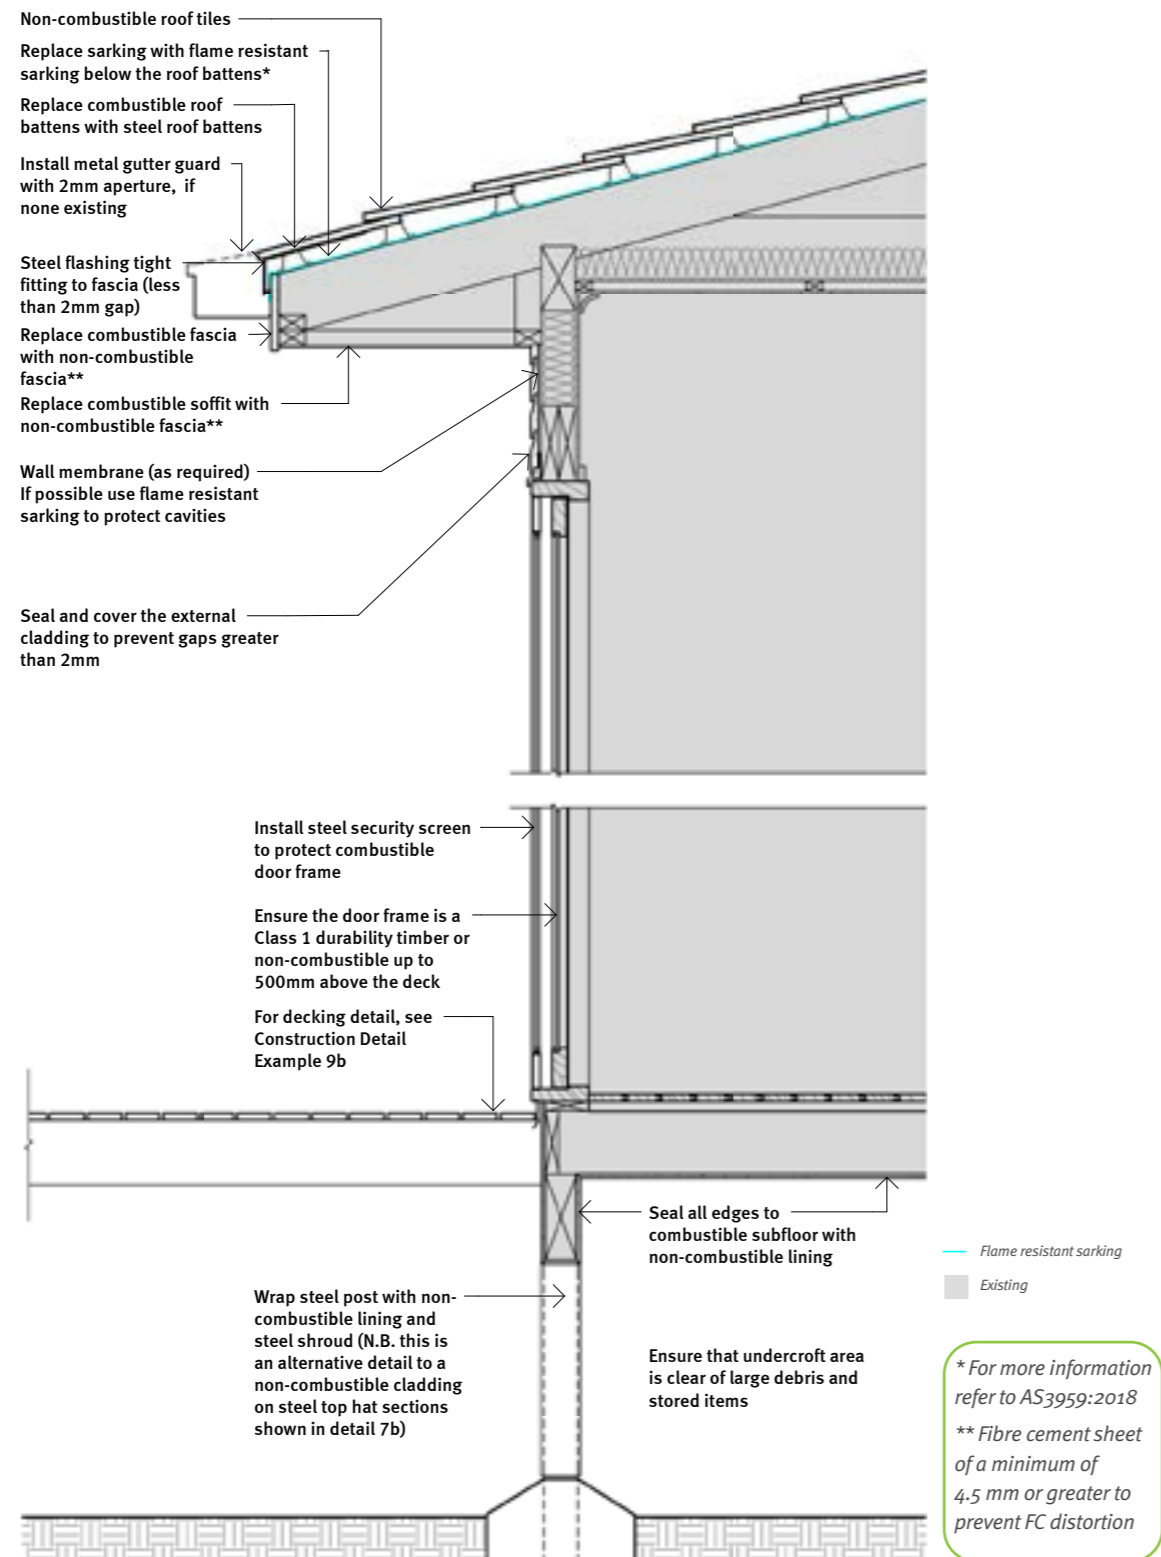 Non-combustible roof tiles
Replace sarking with flame resistant
sarking below the roof battens*
Replace combustible roof
battens with steel roof battens
Install metal gutter guard
with 2mm aperture, if
none existing
Steel flashing tight
fitting to fascia (less
than 2mm gap)
Replace combustible fascia
with non-combustible
fascia**
Replace combustible soffit with
non-combustible fascia**
Wall membrane (as required)
If possible use flame resistant
sarking to protect cavities
Seal and cover the external
cladding to prevent gaps greater
than 2mm
Install steel security screen
to protect combustible
door frame
Ensure the door frame is a
Class 1 durability timber or
non-combustible up to
500mm above the deck
For decking detail, see
Construction Detail
Example 9b
Seal all edges to
combustible subfloor with
non-combustible lining
Wrap steel post with non-
combustible lining and
steel shroud (N.B. this is
an alternative detail to a
non-combustible cladding
on steel top hat sections
shown in detail 7b)
Ensure that undercroft area
is clear of large debris and
stored items
Flame resistant sarking
Existing
* For more information
refer to AS3959:2018
** Fibre cement sheet
of a minimum of
4.5 mm or greater to
prevent FC distortion